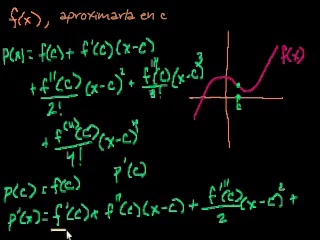 f(x), aproximarla en c
P(x) = f(c) + f'(c)(x-c)
+ f''(c)/2! (x-c)² + f'''(c)/3! (x-c)³
f(x)
c
+ f⁽⁴⁾(c)/4! (x-c)⁴
p'(c)
P(c) = f(c)
P'(x) = f'(c) + f''(c)(x-c) + f'''(c)/2 (x-c)² +